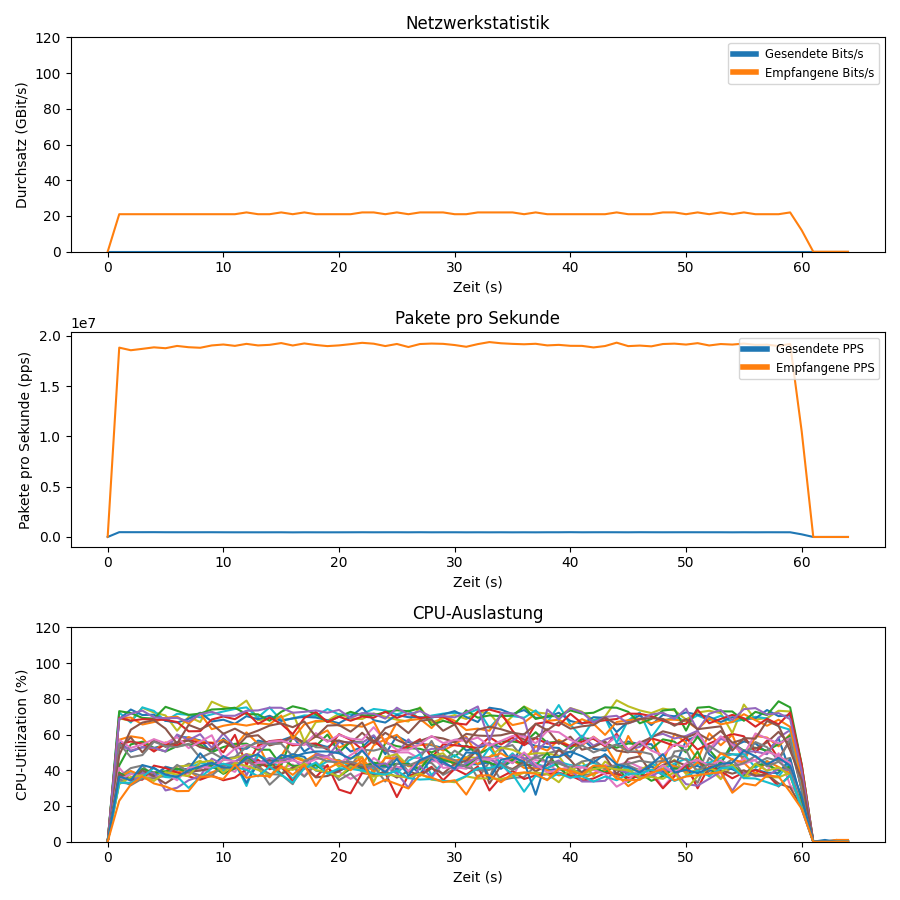 Netzwerkstatistik
Durchsatz (GBit/s)
120
100
80
60
40
20
0
Gesendete Bits/s
Empfangene Bits/s
0 10 20 30 40 50 60
Zeit (s)
Pakete pro Sekunde
1e7
Pakete pro Sekunde (pps)
2.0
1.5
1.0
0.5
0.0
Gesendete PPS
Empfangene PPS
0 10 20 30 40 50 60
Zeit (s)
CPU-Auslastung
CPU-Utilization (%)
120
100
80
60
40
20
0
0 10 20 30 40 50 60
Zeit (s)